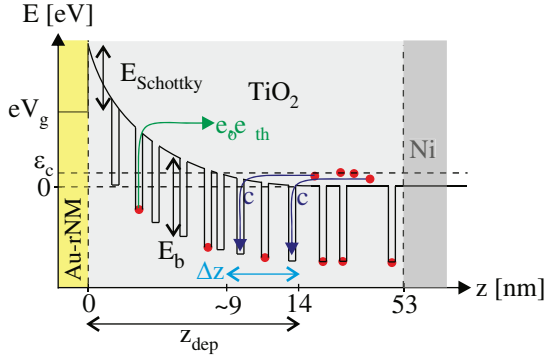 E [eV]
E_Schottky
TiO₂
eV_g
e_o e_th
Ni
ε_c
0
c c
Au-rNM
E_b
Δz
z [nm]
0 ~9 14 53
z_dep